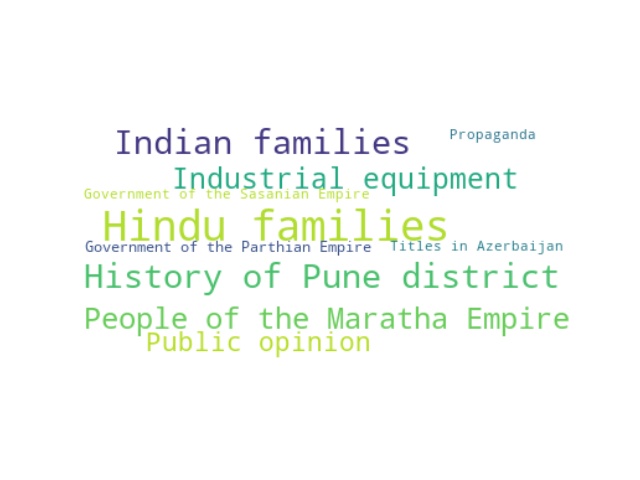 Indian families
Propaganda
Industrial equipment
Government of the Sasanian Empire
Hindu families
Government of the Parthian Empire
Titles in Azerbaijan
History of Pune district
People of the Maratha Empire
Public opinion